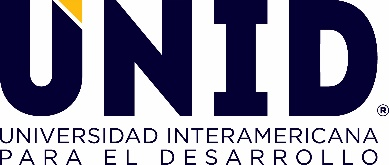 UNID®
UNIVERSIDAD INTERAMERICANA
PARA EL DESARROLLO